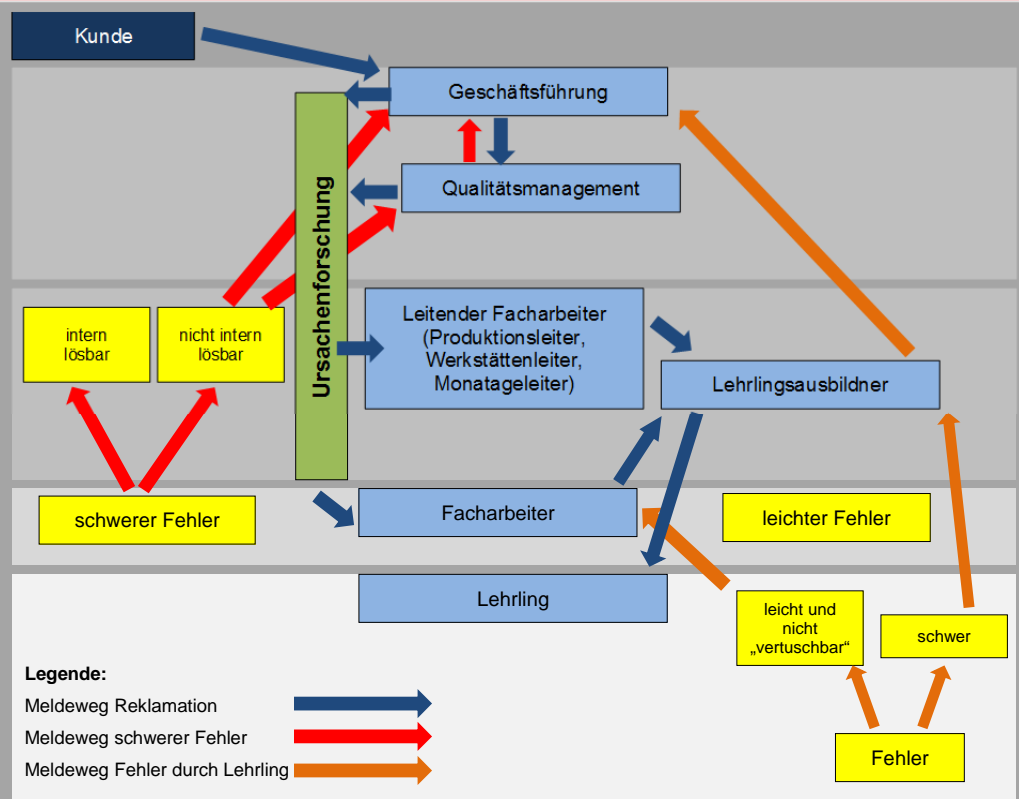 Kunde
Geschäftsführung
Qualitätsmanagement
Ursachenforschung
intern
lösbar
nicht intern
lösbar
Leitender Facharbeiter
(Produktionsleiter,
Werkstättenleiter,
Monatageleiter)
Lehrlingsausbildner
schwerer Fehler
Facharbeiter
leichter Fehler
Lehrling
leicht und
nicht
„vertuschbar“
schwer
Fehler
Legende:
Meldeweg Reklamation
Meldeweg schwerer Fehler
Meldeweg Fehler durch Lehrling